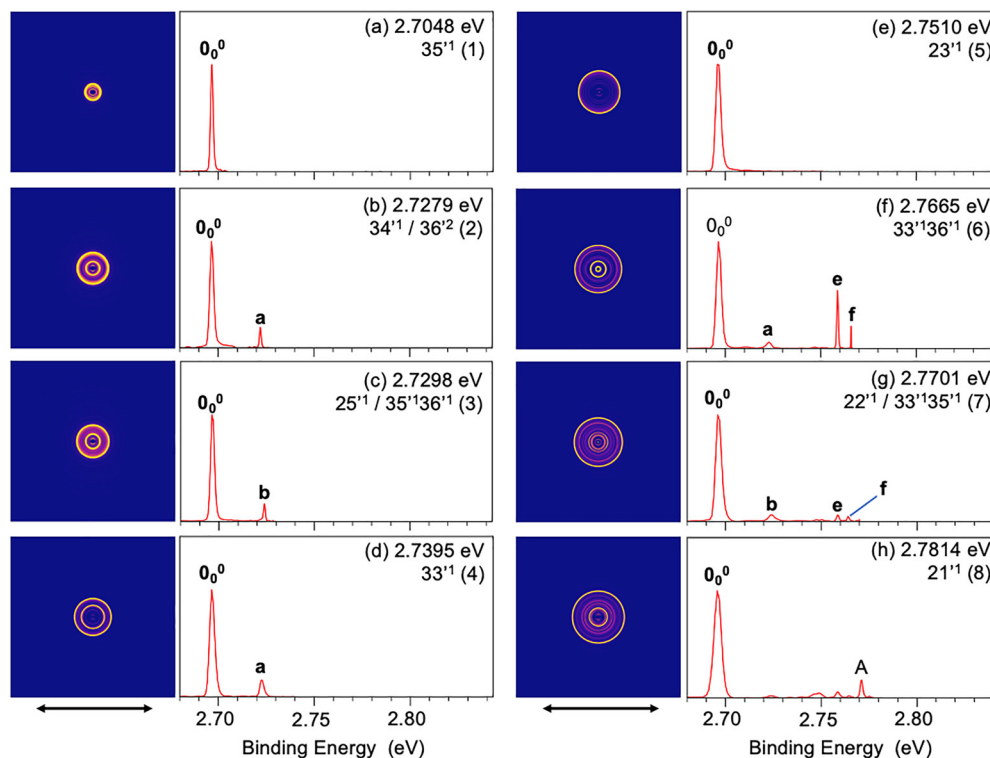 (a) 2.7048 eV
0₀⁰
35'¹ (1)
(b) 2.7279 eV
34'¹ / 36'² (2)
0₀⁰
a
(c) 2.7298 eV
25'¹ / 35'¹36'¹ (3)
0₀⁰
b
(d) 2.7395 eV
33'¹ (4)
0₀⁰
a
2.70 2.75 2.80
Binding Energy (eV)
(e) 2.7510 eV
0₀⁰
23'¹ (5)
(f) 2.7665 eV
33'¹36'¹ (6)
0₀⁰
e
a
f
(g) 2.7701 eV
22'¹ / 33'¹35'¹ (7)
0₀⁰
f
b
e
(h) 2.7814 eV
21'¹ (8)
0₀⁰
A
2.70 2.75 2.80
Binding Energy (eV)